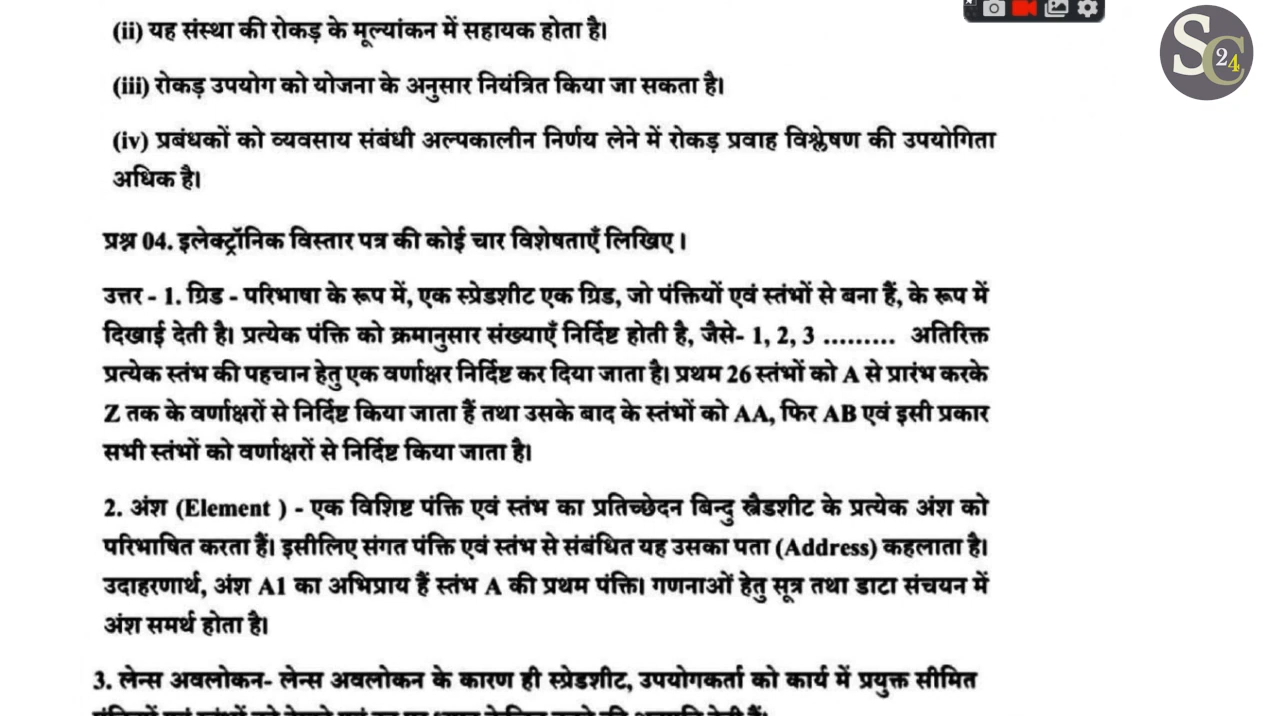 (ii) यह संस्था की रोकड़ के मूल्यांकन में सहायक होता है।
(iii) रोकड़ उपयोग को योजना के अनुसार नियंत्रित किया जा सकता है।
(iv) प्रबंधकों को व्यवसाय संबंधी अल्पकालीन निर्णय लेने में रोकड़ प्रवाह विश्लेषण की उपयोगिता
अधिक है।
प्रश्न 04. इलेक्ट्रॉनिक विस्तार पत्र की कोई चार विशेषताएँ लिखिए ।
उत्तर - 1. ग्रिड - परिभाषा के रूप में, एक स्प्रेडशीट एक ग्रिड, जो पंक्तियों एवं स्तंभों से बना हैं, के रूप में
दिखाई देती है। प्रत्येक पंक्ति को क्रमानुसार संख्याएँ निर्दिष्ट होती है, जैसे- 1, 2, 3 ......... अतिरिक्त
प्रत्येक स्तंभ की पहचान हेतु एक वर्णाक्षर निर्दिष्ट कर दिया जाता है। प्रथम 26 स्तंभों को A से प्रारंभ करके
Z तक के वर्णाक्षरों से निर्दिष्ट किया जाता हैं तथा उसके बाद के स्तंभों को AA, फिर AB एवं इसी प्रकार
सभी स्तंभों को वर्णाक्षरों से निर्दिष्ट किया जाता है।
2. अंश (Element ) - एक विशिष्ट पंक्ति एवं स्तंभ का प्रतिच्छेदन बिन्दु स्रैडशीट के प्रत्येक अंश को
परिभाषित करता हैं। इसीलिए संगत पंक्ति एवं स्तंभ से संबंधित यह उसका पता (Address) कहलाता है।
उदाहरणार्थ, अंश A1 का अभिप्राय हैं स्तंभ A की प्रथम पंक्ति। गणनाओं हेतु सूत्र तथा डाटा संचयन में
अंश समर्थ होता है।
3. लेन्स अवलोकन- लेन्स अवलोकन के कारण ही स्प्रेडशीट, उपयोगकर्ता को कार्य में प्रयुक्त सीमित
SC24